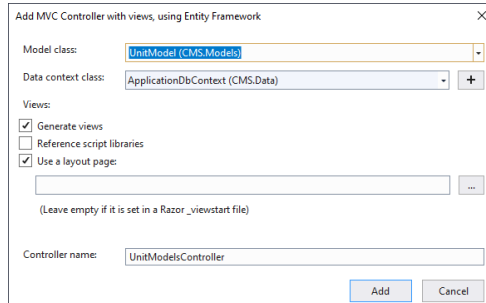 Add MVC Controller with views, using Entity Framework
Model class: UnitModel (CMS.Models)
Data context class: ApplicationDbContext (CMS.Data)
Views:
Generate views
Reference script libraries
Use a layout page:
...
(Leave empty if it is set in a Razor _viewstart file)
Controller name: UnitModelsController
Add Cancel